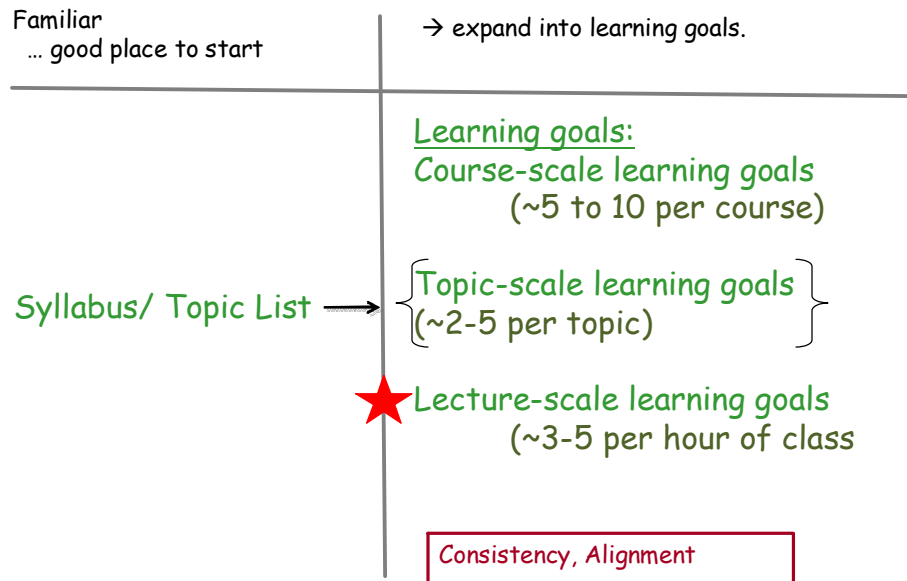 Familiar
… good place to start
→ expand into learning goals.
Learning goals:
Course-scale learning goals
(~5 to 10 per course)
Syllabus/ Topic List
Topic-scale learning goals
(~2-5 per topic)
Lecture-scale learning goals
(~3-5 per hour of class
Consistency, Alignment